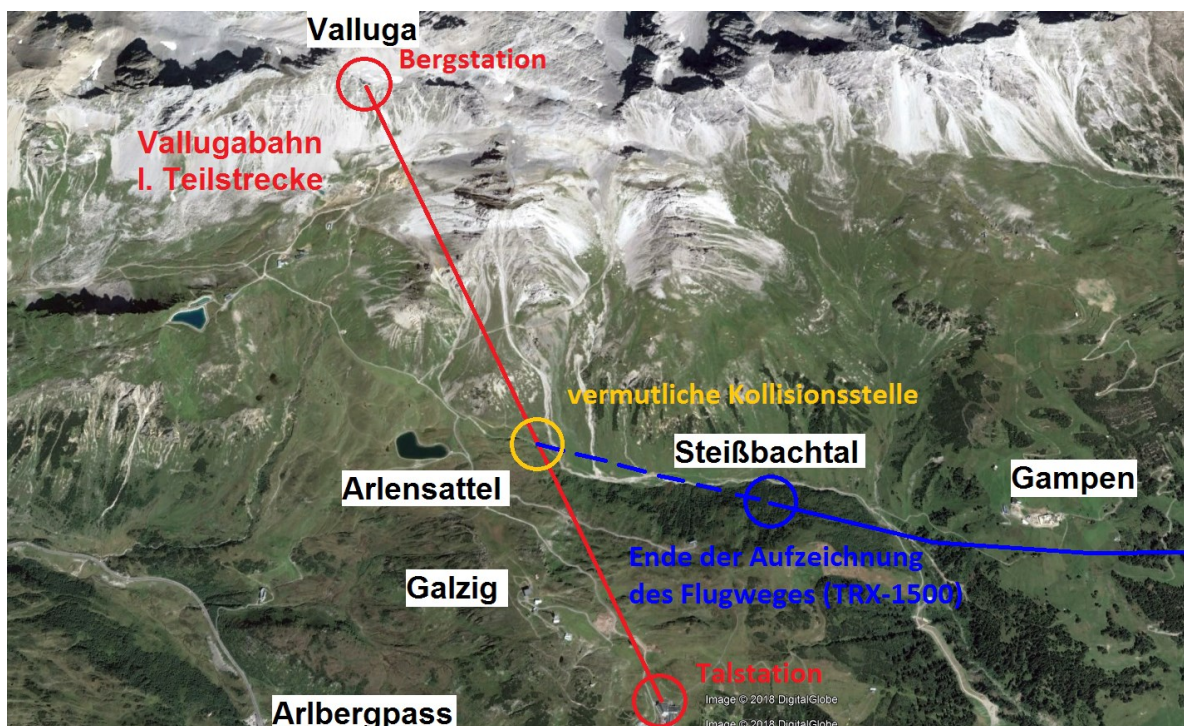 Valluga
Bergstation
Vallugabahn
I. Teilstrecke
vermutliche Kollisionsstelle
Steißbachtal
Gampen
Arlensattel
Ende der Aufzeichnung
des Flugweges (TRX-1500)
Galzig
Talstation
Image © 2018 DigitalGlobe
Arlbergpass
Image © 2018 DigitalGlobe